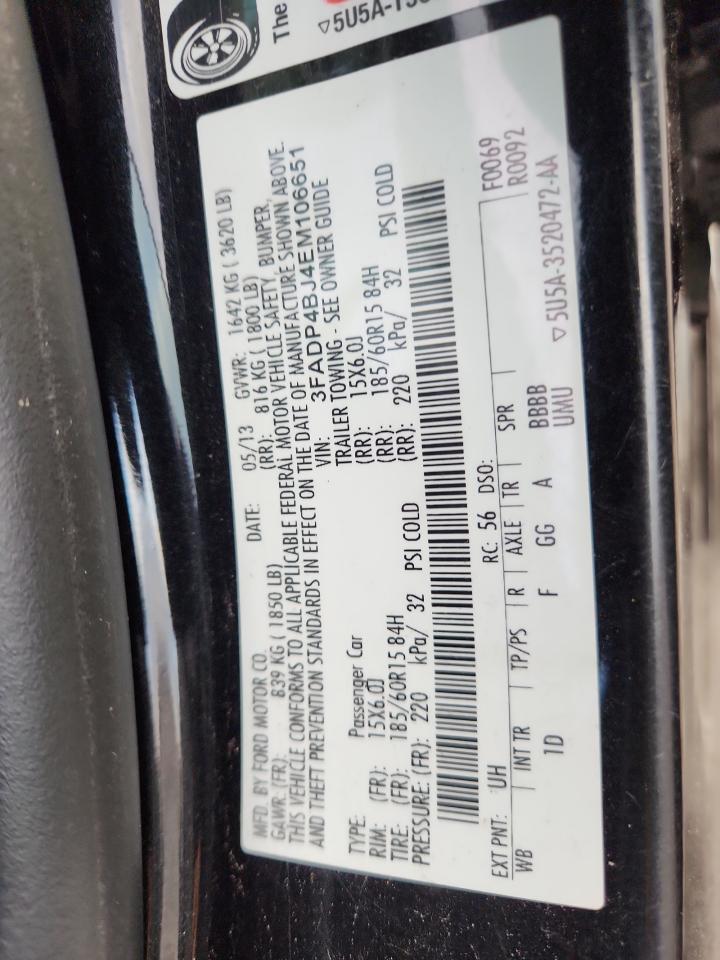 The
▽5U5A-
MFD. BY FORD MOTOR CO. DATE: 05/13 GVWR: 1642 KG ( 3620 LB)
GAWR: (FR): 839 KG ( 1850 LB) (RR): 816 KG ( 1800 LB)
THIS VEHICLE CONFORMS TO ALL APPLICABLE FEDERAL MOTOR VEHICLE SAFETY, BUMPER,
AND THEFT PREVENTION STANDARDS IN EFFECT ON THE DATE OF MANUFACTURE SHOWN ABOVE.
VIN: 3FADP4BJ4EM106651
TYPE: Passenger Car TRAILER TOWING - SEE OWNER GUIDE
RIM: (FR): 15X6.0J (RR): 15X6.0J
TIRE: (FR): 185/60R15 84H (RR): 185/60R15 84H
PRESSURE: (FR): 220 kPa/ 32 PSI COLD (RR): 220 kPa/ 32 PSI COLD
EXT PNT: UH RC: 56 DSO: F0069
WB INT TR TP/PS R AXLE TR SPR R0092
1D F GG A BBBB
UMU ▽5U5A-3520472-AA